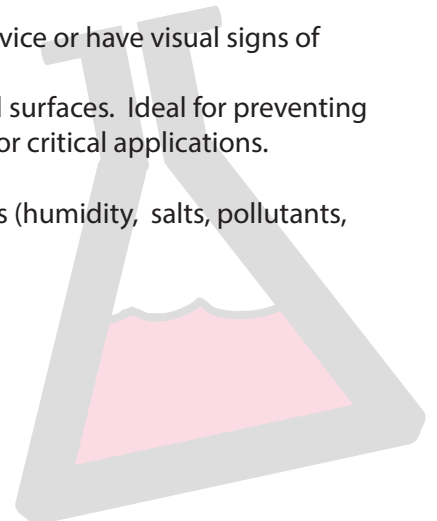 vice or have visual signs of
surfaces. Ideal for preventing
or critical applications.
s (humidity, salts, pollutants,